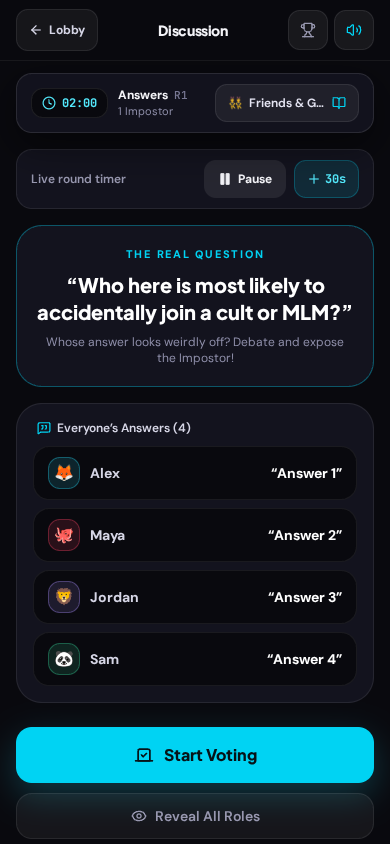 Lobby
Discussion
02:00
Answers R1
1 Impostor
Friends & G...
Live round timer
Pause
+ 30s
THE REAL QUESTION
“Who here is most likely to
accidentally join a cult or MLM?”
Whose answer looks weirdly off? Debate and expose
the Impostor!
Everyone’s Answers (4)
Alex “Answer 1”
Maya “Answer 2”
Jordan “Answer 3”
Sam “Answer 4”
Start Voting
Reveal All Roles